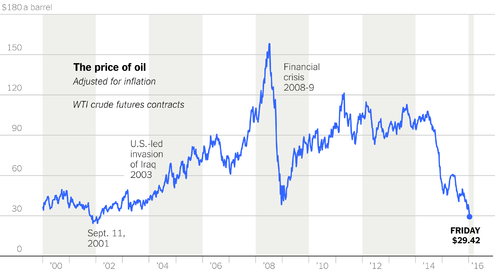 $180 a barrel
150
120
90
60
30
0
The price of oil
Adjusted for inflation
WTI crude futures contracts
Financial
crisis
2008-9
U.S.-led
invasion
of Iraq
2003
Sept. 11,
2001
FRIDAY
$29.42
'00 '02 '04 '06 '08 '10 '12 '14 '16